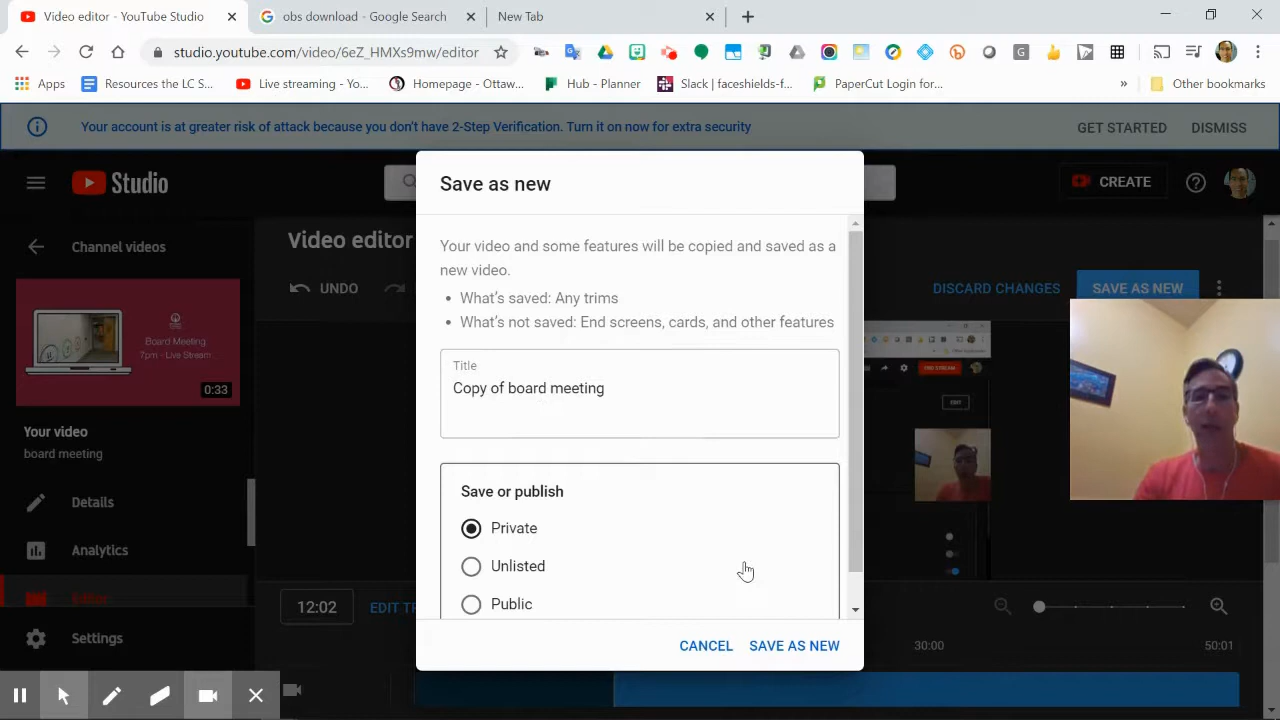 Video editor - YouTube Studio
obs download - Google Search
New Tab
studio.youtube.com/video/6eZ_HMXs9mw/editor
Apps
Resources the LC S...
Live streaming - Yo...
Homepage - Ottaw...
Hub - Planner
Slack | faceshields-f...
PaperCut Login for...
»
Other bookmarks
Your account is at greater risk of attack because you don't have 2-Step Verification. Turn it on now for extra security
GET STARTED
DISMISS
Studio
CREATE
Channel videos
Board Meeting
7pm - Live Stream
0:33
Your video
board meeting
Details
Analytics
Editor
Settings
Video editor
UNDO
DISCARD CHANGES
SAVE AS NEW
Save as new
Your video and some features will be copied and saved as a
new video.
• What's saved: Any trims
• What's not saved: End screens, cards, and other features
Title
Copy of board meeting
Save or publish
Private
Unlisted
Public
CANCEL
SAVE AS NEW
END STREAM
EDIT
12:02
EDIT TR
30:00
50:01